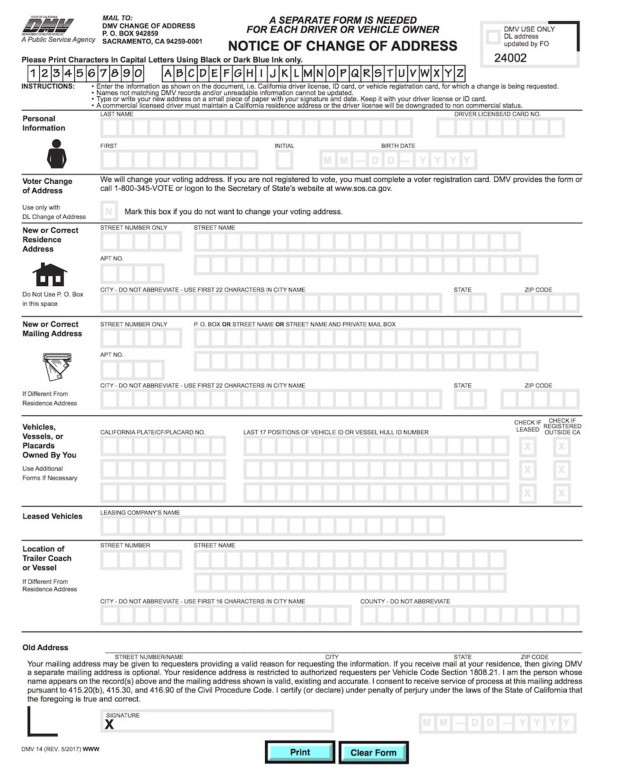 STATE OF CALIFORNIA
DMV
DEPARTMENT OF MOTOR VEHICLES
A Public Service Agency
MAIL TO:
DMV CHANGE OF ADDRESS
P. O. BOX 942859
SACRAMENTO, CA 94259-0001
A SEPARATE FORM IS NEEDED
FOR EACH DRIVER OR VEHICLE OWNER
NOTICE OF CHANGE OF ADDRESS
DMV USE ONLY
DL address
updated by FO
24002
Please Print Characters In Capital Letters Using Black or Dark Blue Ink only.
1 2 3 4 5 6 7 8 9 0 A B C D E F G H I J K L M N O P Q R S T U V W X Y Z
INSTRUCTIONS:
• Enter the information as shown on the document, i.e. California driver license, ID card, or vehicle registration card, for which a change is being requested.
• Names not matching DMV records and/or unreadable information cannot be updated.
• Type or write your new address on a small piece of paper with your signature and date. Keep it with your driver license or ID card.
• A commercial licensed driver must maintain a California residence address or the driver license will be downgraded to non commercial status.
Personal
Information
LAST NAME
DRIVER LICENSE/ID CARD NO.
FIRST
INITIAL
BIRTH DATE
M M — D D — Y Y Y Y
Voter Change
of Address
We will change your voting address. If you are not registered to vote, you must complete a voter registration card. DMV provides the form or
call 1-800-345-VOTE or logon to the Secretary of State's website at www.sos.ca.gov.
Use only with
DL Change of Address
N
Mark this box if you do not want to change your voting address.
New or Correct
Residence
Address
STREET NUMBER ONLY
STREET NAME
APT NO.
Do Not Use P. O. Box
in this space
CITY - DO NOT ABBREVIATE - USE FIRST 22 CHARACTERS IN CITY NAME
STATE
ZIP CODE
New or Correct
Mailing Address
STREET NUMBER ONLY
P. O. BOX OR STREET NAME OR STREET NAME AND PRIVATE MAIL BOX
APT NO.
If Different From
Residence Address
CITY - DO NOT ABBREVIATE - USE FIRST 22 CHARACTERS IN CITY NAME
STATE
ZIP CODE
Vehicles,
Vessels, or
Placards
Owned By You
Use Additional
Forms If Necessary
CALIFORNIA PLATE/CF/PLACARD NO.
LAST 17 POSITIONS OF VEHICLE ID OR VESSEL HULL ID NUMBER
CHECK IF
LEASED
CHECK IF
REGISTERED
OUTSIDE CA
X X
X X
X X
Leased Vehicles
LEASING COMPANY'S NAME
Location of
Trailer Coach
or Vessel
If Different From
Residence Address
STREET NUMBER
STREET NAME
CITY - DO NOT ABBREVIATE - USE FIRST 16 CHARACTERS IN CITY NAME
COUNTY - DO NOT ABBREVIATE
Old Address
STREET NUMBER/NAME
CITY
STATE
ZIP CODE
Your mailing address may be given to requesters providing a valid reason for requesting the information. If you receive mail at your residence, then giving DMV
a separate mailing address is optional. Your residence address is restricted to authorized requesters per Vehicle Code Section 1808.21. I am the person whose
name appears on the record(s) above and the mailing address shown is valid, existing and accurate. I consent to receive service of process at this mailing address
pursuant to 415.20(b), 415.30, and 416.90 of the Civil Procedure Code. I certify (or declare) under penalty of perjury under the laws of the State of California that
the foregoing is true and correct.
SIGNATURE
X
M M — D D — Y Y Y Y
DMV 14 (REV. 5/2017) WWW
Print
Clear Form